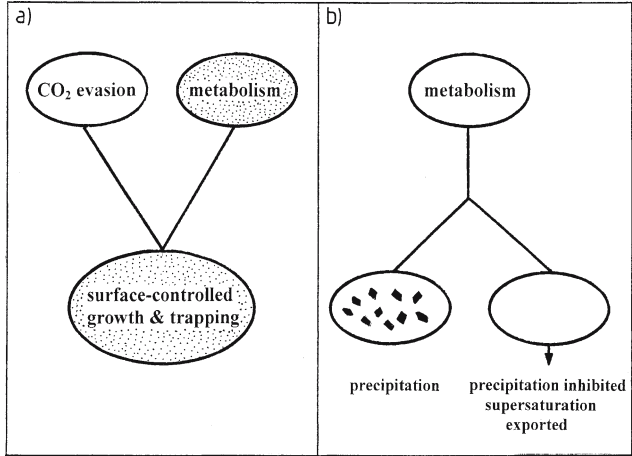 a)
CO₂ evasion
metabolism
surface-controlled
growth & trapping
b)
metabolism
precipitation
precipitation inhibited
supersaturation
exported